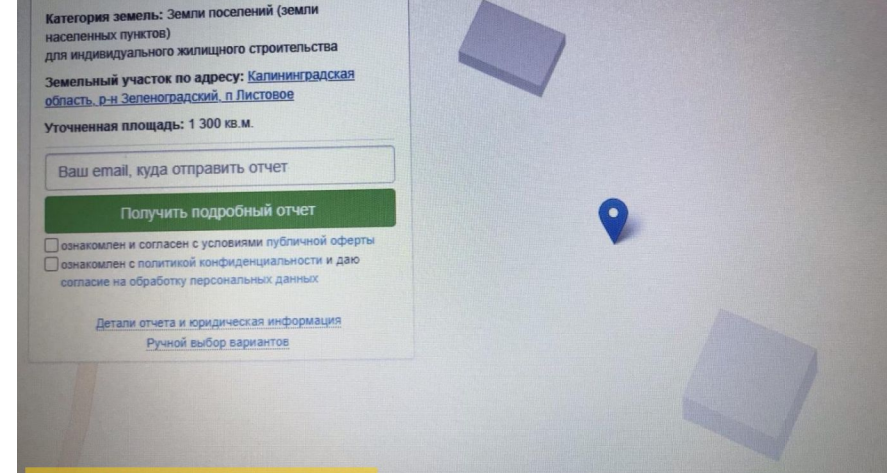 Категория земель: Земли поселений (земли
населенных пунктов)
для индивидуального жилищного строительства
Земельный участок по адресу: Калининградская
область, р-н Зеленоградский, п Листовое
Уточненная площадь: 1 300 кв.м.
Ваш email, куда отправить отчет
Получить подробный отчет
ознакомлен и согласен с условиями публичной оферты
ознакомлен с политикой конфиденциальности и даю
согласие на обработку персональных данных
Детали отчета и юридическая информация
Ручной выбор вариантов